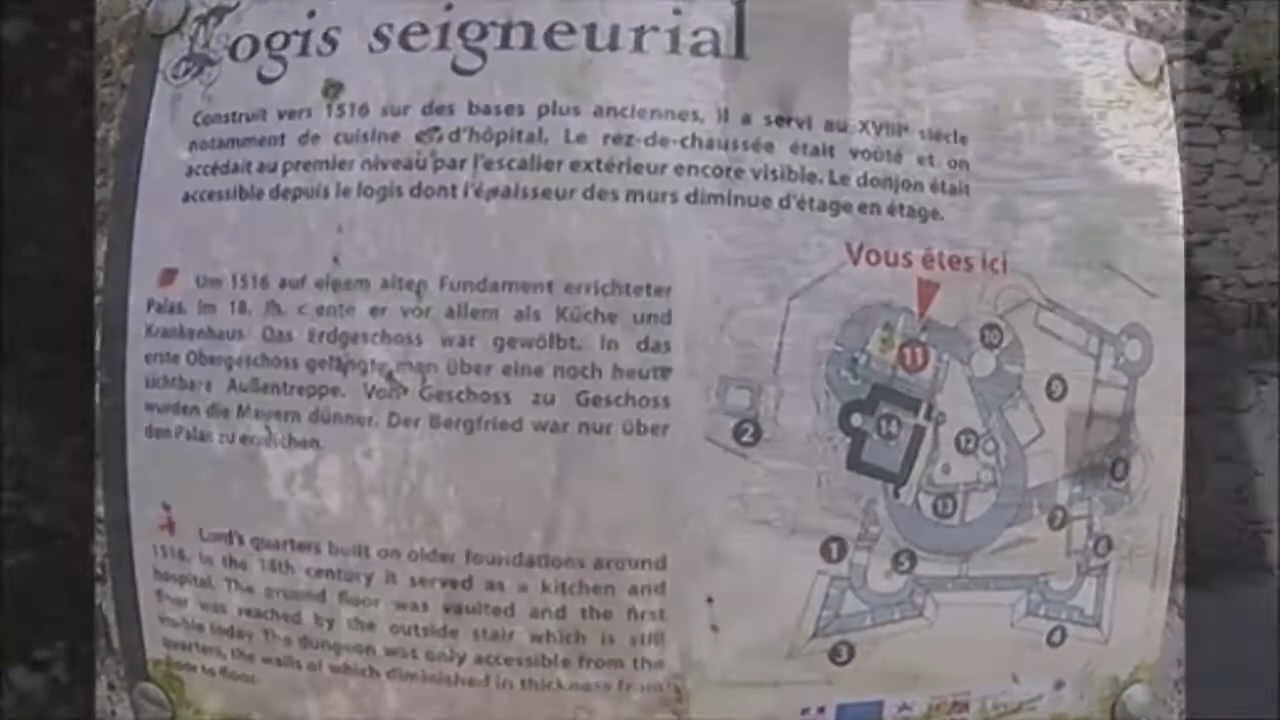 Logis seigneurial
Construit vers 1516 sur des bases plus anciennes, il a servi au XVIIIe siècle
notamment de cuisine et d'hôpital. Le rez-de-chaussée était voûté et on
accédait au premier niveau par l'escalier extérieur encore visible. Le donjon était
accessible depuis le logis dont l'épaisseur des murs diminue d'étage en étage.
Vous êtes ici
Um 1516 auf einem alten Fundament errichteter
Palas. Im 18. Jh. ente er vor allem als Küche und
Krankenhaus. Das Erdgeschoss war gewölbt. In das
erste Obergeschoss gelangte man über eine noch heute
sichtbare Außentreppe. Von Geschoss zu Geschoss
wurden die Mauern dünner. Der Bergfried war nur über
den Palas zu erreichen.
Lord's quarters built on older foundations around
1516. In the 18th century it served as a kitchen and
hospital. The ground floor was vaulted and the first
floor was reached by the outside stair which is still
visible today. The dungeon was only accessible from the
quarters, the walls of which diminished in thickness from
floor to floor.
10
11
9
2
14
12
8
13
7
1
5
6
4
3